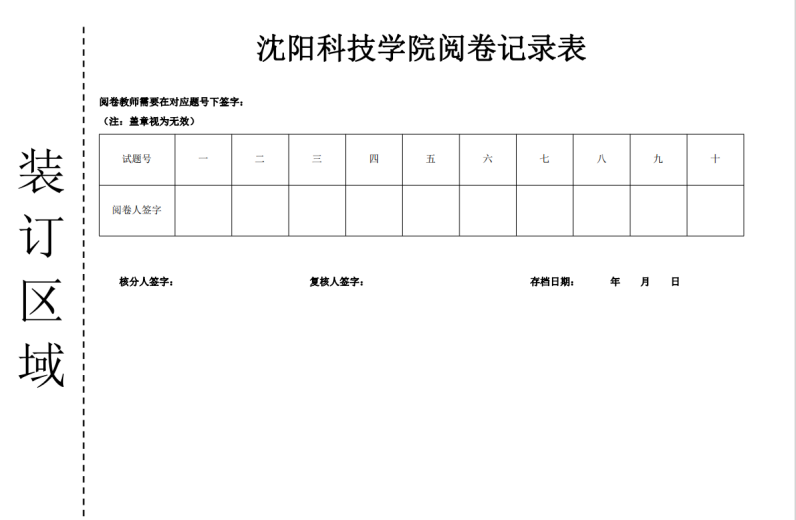 沈阳科技学院阅卷记录表
阅卷教师需要在对应题号下签字：
（注：盖章视为无效）
试题号 一 二 三 四 五 六 七 八 九 十
阅卷人签字
核分人签字： 复核人签字： 存档日期： 年 月 日
装
订
区
域